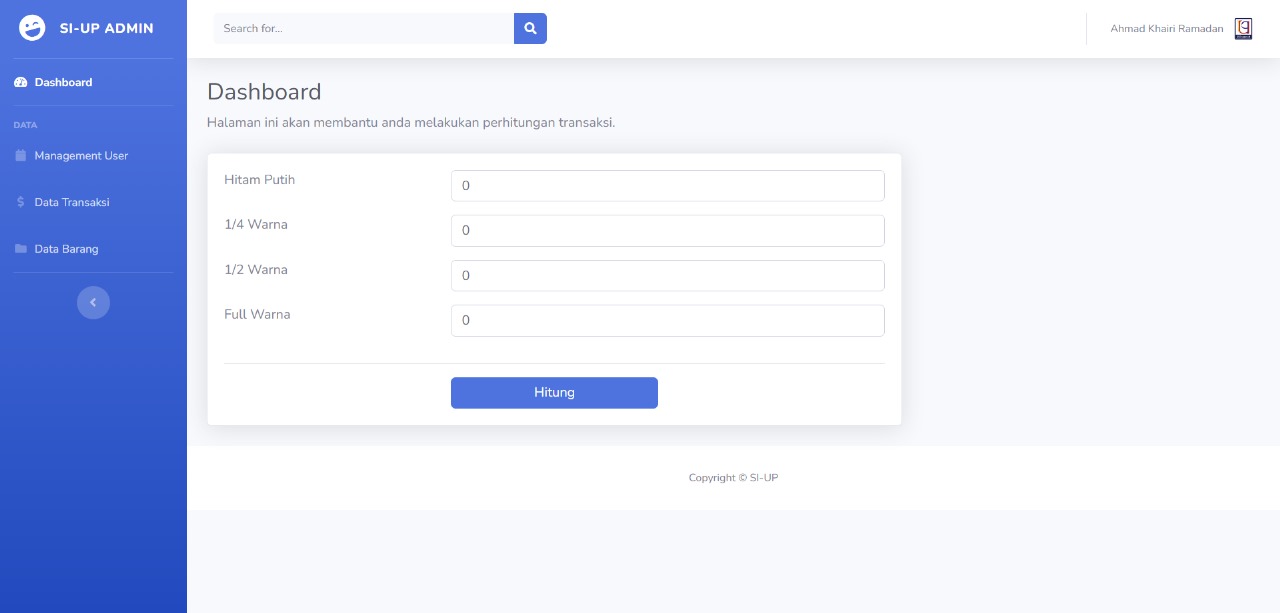 SI-UP ADMIN
Search for...
Ahmad Khairi Ramadan
Dashboard
DATA
Management User
Data Transaksi
Data Barang
Dashboard
Halaman ini akan membantu anda melakukan perhitungan transaksi.
Hitam Putih
0
1/4 Warna
0
1/2 Warna
0
Full Warna
0
Hitung
Copyright © SI-UP